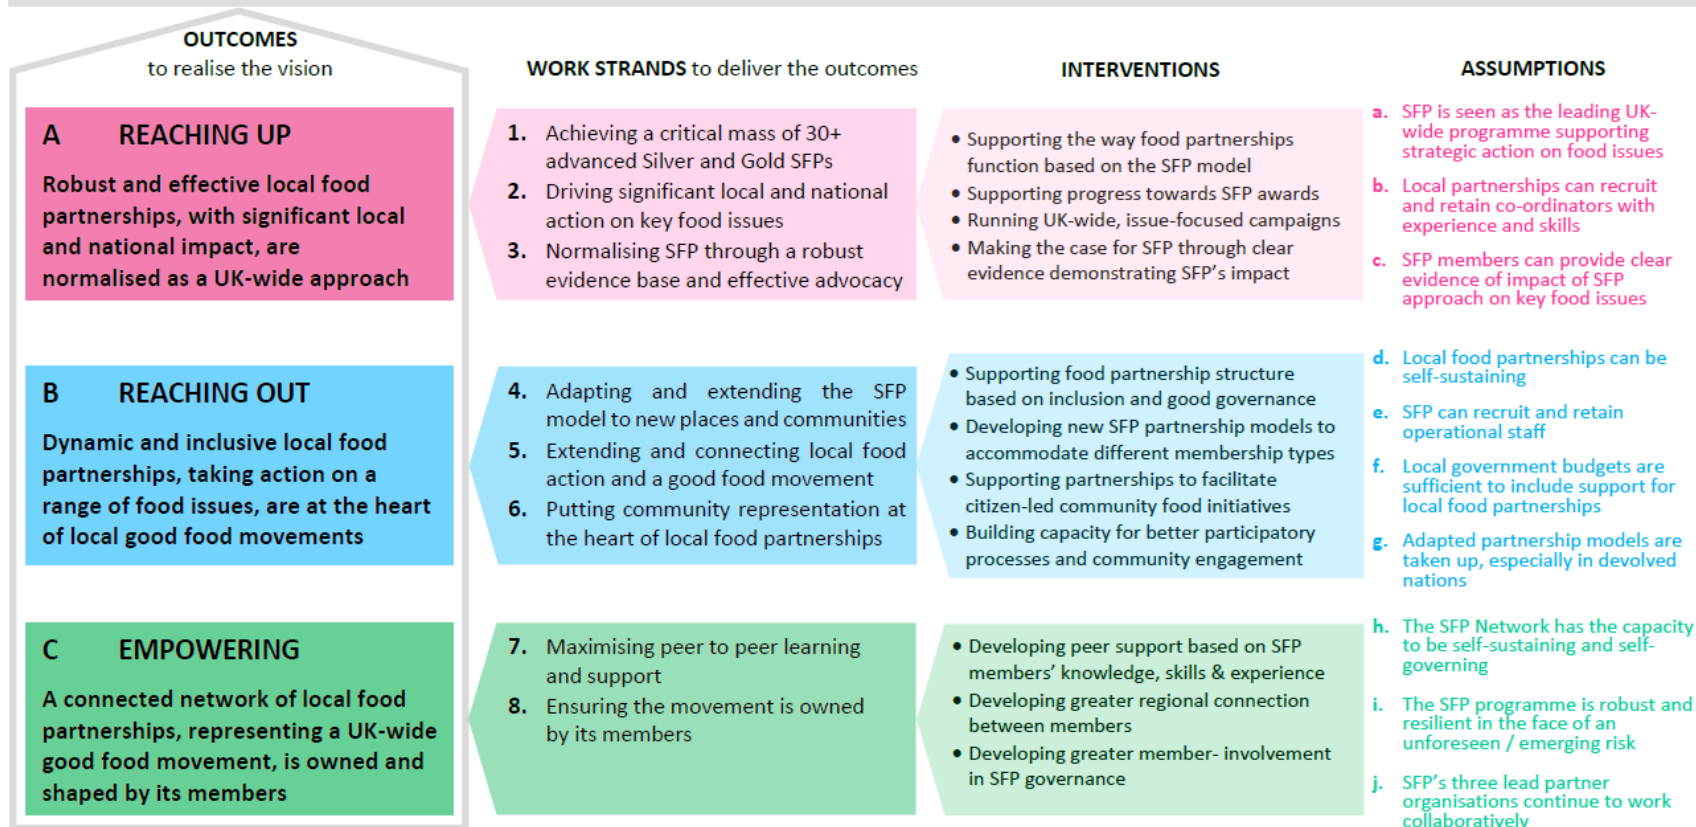 OUTCOMES
to realise the vision
WORK STRANDS to deliver the outcomes
INTERVENTIONS
ASSUMPTIONS
A REACHING UP
Robust and effective local food
partnerships, with significant local
and national impact, are
normalised as a UK-wide approach
1. Achieving a critical mass of 30+
advanced Silver and Gold SFPs
2. Driving significant local and national
action on key food issues
3. Normalising SFP through a robust
evidence base and effective advocacy
• Supporting the way food partnerships
function based on the SFP model
• Supporting progress towards SFP awards
• Running UK-wide, issue-focused campaigns
• Making the case for SFP through clear
evidence demonstrating SFP's impact
a. SFP is seen as the leading UK-
wide programme supporting
strategic action on food issues
b. Local partnerships can recruit
and retain co-ordinators with
experience and skills
c. SFP members can provide clear
evidence of impact of SFP
approach on key food issues
B REACHING OUT
Dynamic and inclusive local food
partnerships, taking action on a
range of food issues, are at the heart
of local good food movements
4. Adapting and extending the SFP
model to new places and communities
5. Extending and connecting local food
action and a good food movement
6. Putting community representation at
the heart of local food partnerships
• Supporting food partnership structure
based on inclusion and good governance
• Developing new SFP partnership models to
accommodate different membership types
• Supporting partnerships to facilitate
citizen-led community food initiatives
• Building capacity for better participatory
processes and community engagement
d. Local food partnerships can be
self-sustaining
e. SFP can recruit and retain
operational staff
f. Local government budgets are
sufficient to include support for
local food partnerships
g. Adapted partnership models are
taken up, especially in devolved
nations
C EMPOWERING
A connected network of local food
partnerships, representing a UK-wide
good food movement, is owned and
shaped by its members
7. Maximising peer to peer learning
and support
8. Ensuring the movement is owned
by its members
• Developing peer support based on SFP
members' knowledge, skills & experience
• Developing greater regional connection
between members
• Developing greater member- involvement
in SFP governance
h. The SFP Network has the capacity
to be self-sustaining and self-
governing
i. The SFP programme is robust and
resilient in the face of an
unforeseen / emerging risk
j. SFP's three lead partner
organisations continue to work
collaboratively